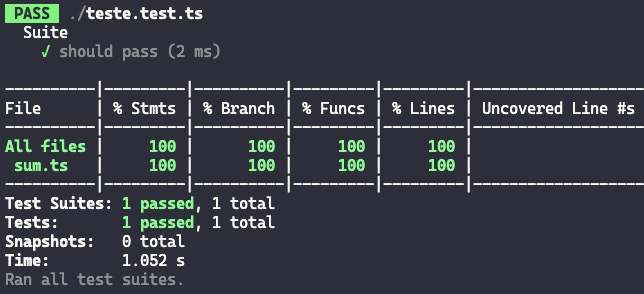 PASS ./teste.test.ts
Suite
√ should pass (2 ms)
----------|---------|----------|---------|---------|-------------------
File      | % Stmts | % Branch | % Funcs | % Lines | Uncovered Line #s
----------|---------|----------|---------|---------|-------------------
All files |     100 |      100 |     100 |     100 |
 sum.ts   |     100 |      100 |     100 |     100 |
----------|---------|----------|---------|---------|-------------------
Test Suites: 1 passed, 1 total
Tests:       1 passed, 1 total
Snapshots:   0 total
Time:        1.052 s
Ran all test suites.